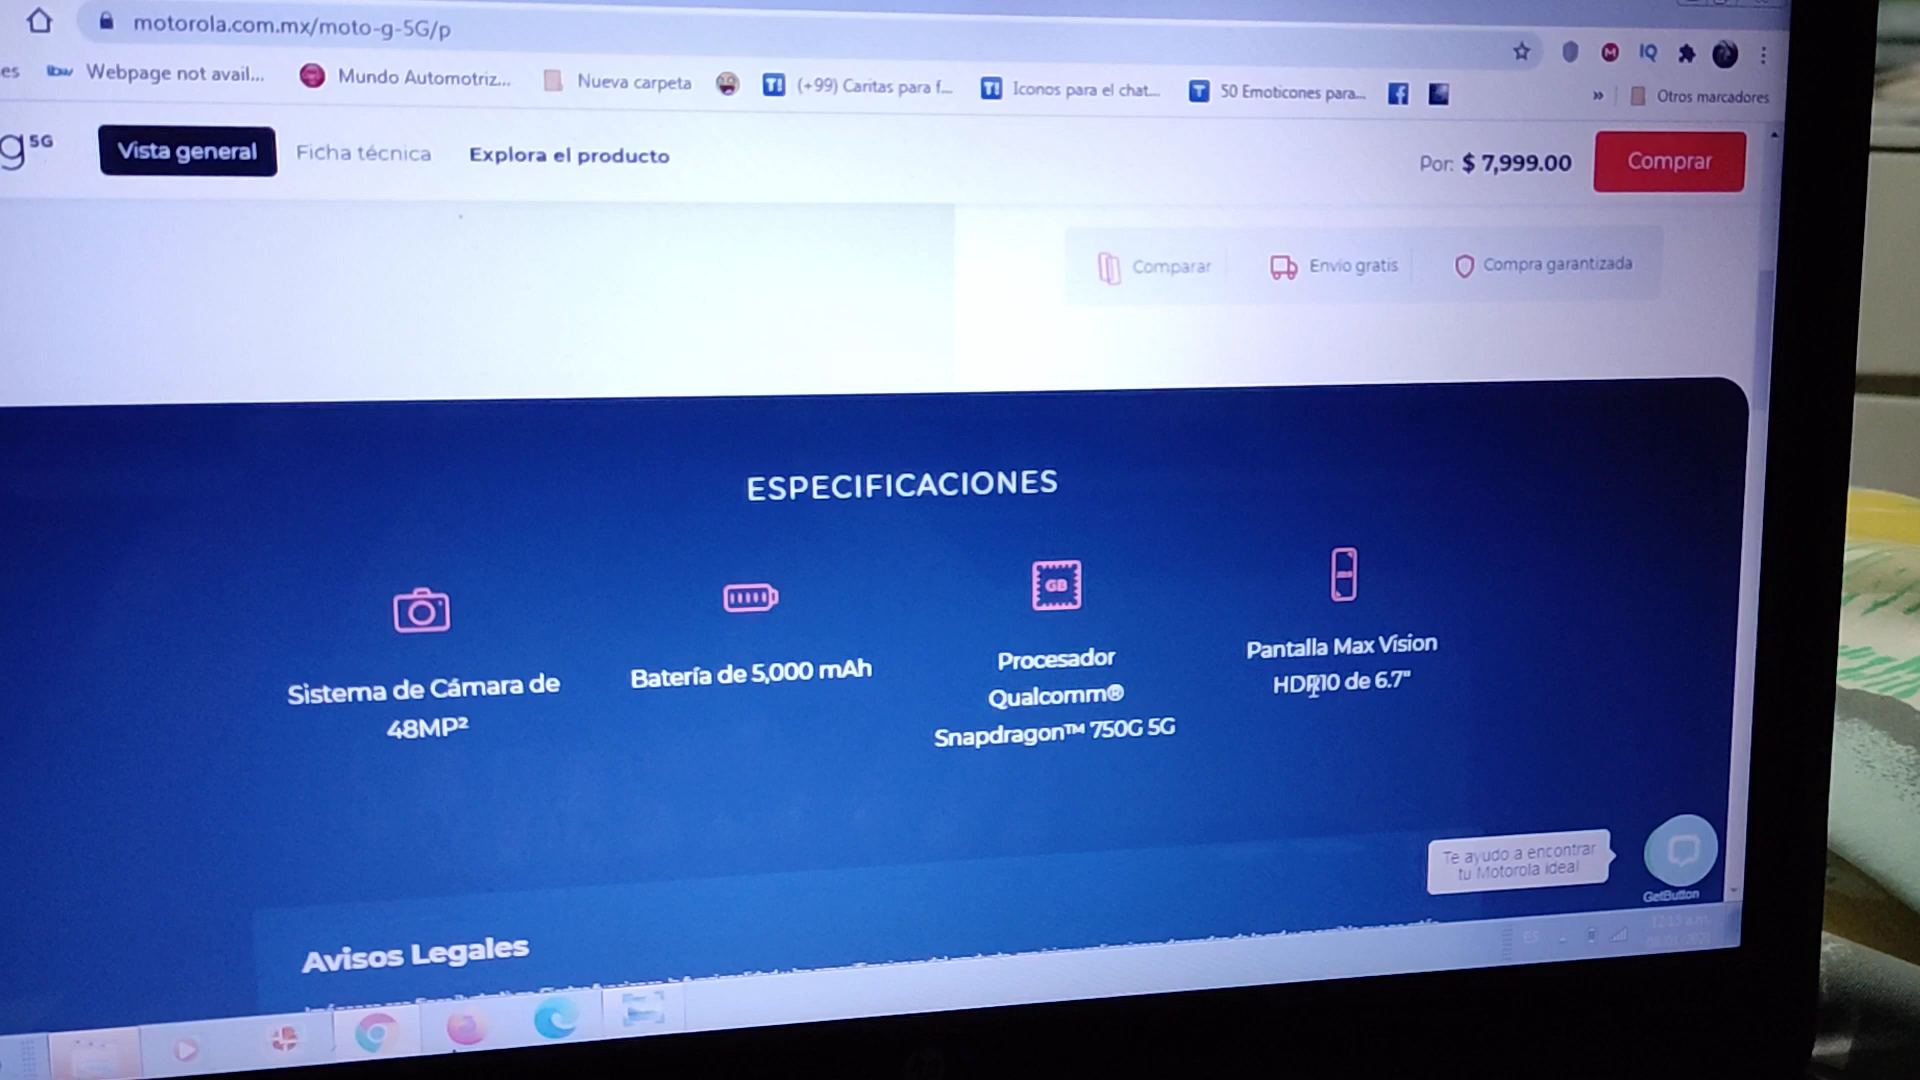 motorola.com.mx/moto-g-5G/p
es Webpage not avail... Mundo Automotriz... Nueva carpeta (+99) Caritas para f... Iconos para el chat... 50 Emoticones para... » Otros marcadores
g 5G Vista general Ficha técnica Explora el producto Por: $ 7,999.00 Comprar
Comparar Envío gratis Compra garantizada
ESPECIFICACIONES
Sistema de Cámara de
48MP²
Batería de 5,000 mAh
GB
Procesador
Qualcomm®
Snapdragon™ 750G 5G
Pantalla Max Vision
HDR10 de 6.7"
Te ayudo a encontrar
tu Motorola ideal
GetButton
Avisos Legales
ES